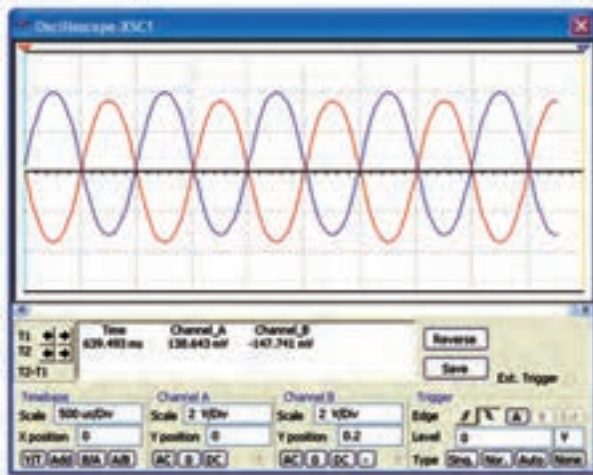 Oscilloscope-XSC1
Time Channel_A Channel_B
T1 639.493 ms 138.643 mV -147.741 mV
T2
T2-T1
Reverse
Save
Ext. Trigger
Timebase Channel A Channel B Trigger
Scale 500 us/Div Scale 2 V/Div Scale 2 V/Div Edge A
X position 0 Y position 0 Y position 0.2 Level 0 V
Y/T Add B/A A/B AC 0 DC AC 0 DC - Type Sing. Nor. Auto None